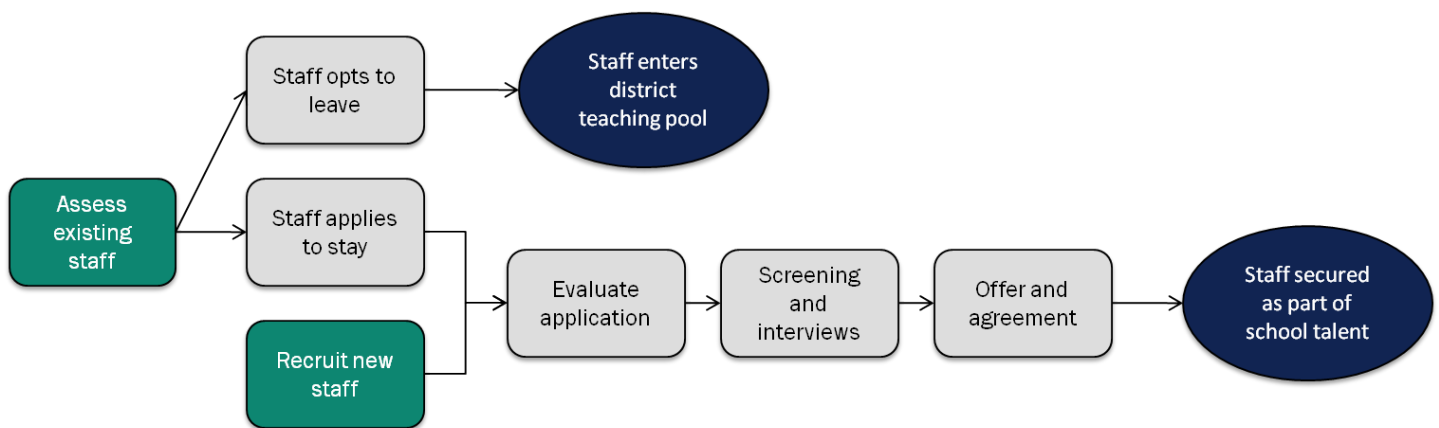 Staff opts to
leave
Staff enters
district
teaching pool
Assess
existing
staff
Staff applies
to stay
Recruit new
staff
Evaluate
application
Screening
and
interviews
Offer and
agreement
Staff secured
as part of
school talent